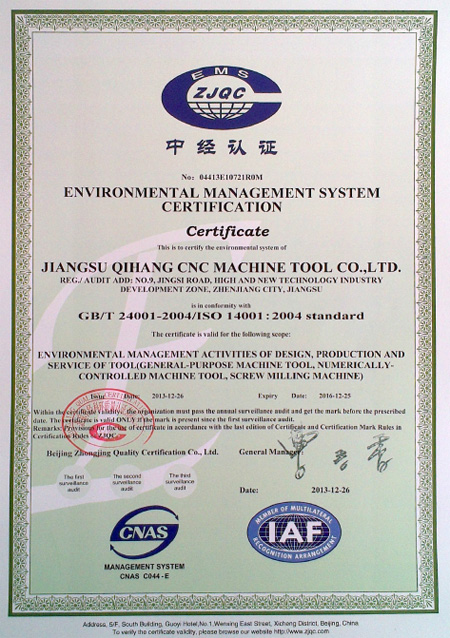 EMS
ZJQC
中经认证
No: 04413E10721R0M
ENVIRONMENTAL MANAGEMENT SYSTEM
CERTIFICATION
Certificate
This is to certify the environmental system of
JIANGSU QIHANG CNC MACHINE TOOL CO.,LTD.
REG./ AUDIT ADD: NO.9, JINGSI ROAD, HIGH AND NEW TECHNOLOGY INDUSTRY
DEVELOPMENT ZONE, ZHENJIANG CITY, JIANGSU
is in conformity with
GB/T 24001-2004/ISO 14001:2004 standard
The certificate is valid for the following scope:
ENVIRONMENTAL MANAGEMENT ACTIVITIES OF DESIGN, PRODUCTION AND
SERVICE OF TOOL(GENERAL-PURPOSE MACHINE TOOL, NUMERICALLY-
CONTROLLED MACHINE TOOL, SCREW MILLING MACHINE)
Issue Date: 2013-12-26 Expiry Date: 2016-12-25
Within the certificate validity, the organization must pass the annual surveillance audit and get the mark before the prescribed
date. The certificate is valid ONLY if the mark is present since the first surveillance audit.
Remarks: Provisions for the use of certificate in accordance with the last edition of Certificate and Certification Mark Rules in
Certification Rules to ZJQC.
Beijing Zhongjing Quality Certification Co., Ltd. General Manager:
The first surveillance audit
The second surveillance audit
The third surveillance audit
Date: 2013-12-26
CNAS
MANAGEMENT SYSTEM
CNAS C044-E
MEMBER OF MULTILATERAL
IAF
RECOGNITION ARRANGEMENT
Address, 5/F, South Building, Guoyi Hotel,No.1,Wenxing East Street, Xicheng District, Beijing, China
To verify the certificate validity, please browse our website http://www.zjqc.com